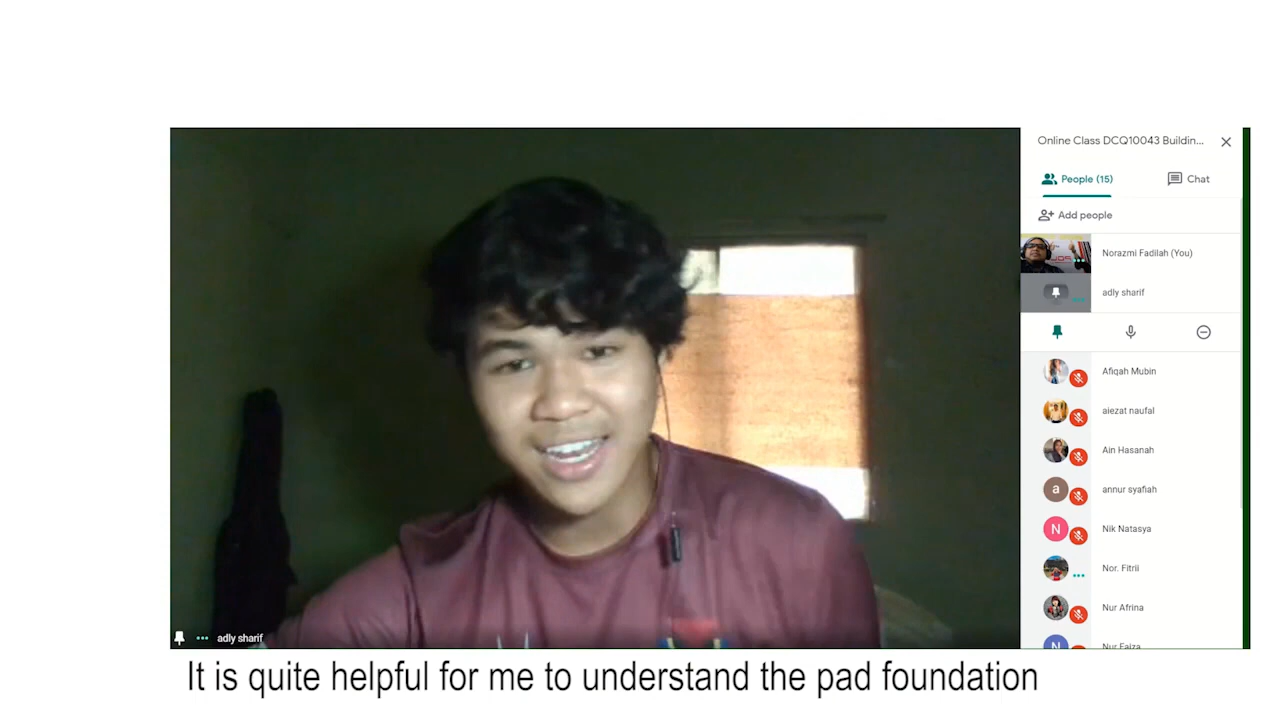 Online Class DCQ10043 Buildin...
People (15)
Chat
Add people
Norazmi Fadilah (You)
adly sharif
Afiqah Mubin
aiezat naufal
Ain Hasanah
a
annur syafiah
N
Nik Natasya
Nor. Fitrii
Nur Afrina
N
Nur Faiza
adly sharif
It is quite helpful for me to understand the pad foundation